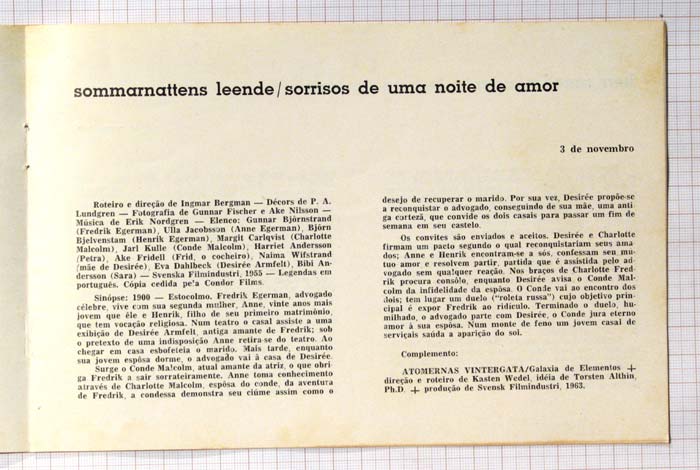 sommarnattens leende/sorrisos de uma noite de amor
3 de novembro
Roteiro e direção de Ingmar Bergman — Décors de P. A.
Lundgren — Fotografia de Gunnar Fischer e Ake Nilsson —
Música de Erik Nordgren — Elenco: Gunnar Björnstrand
(Fredrik Egerman), Ulla Jacobsson (Anne Egerman), Björn
Bjelvenstam (Henrik Egerman), Margit Carlqvist (Charlotte
Malcolm), Jarl Kulle (Conde Malcolm), Harriet Andersson
(Petra), Ake Fridell (Frid, o cocheiro), Naima Wifstrand
(mãe de Desirée), Eva Dahlbeck (Desirée Armfelt), Bibi An-
dersson (Sara) — Svenska Filmindustri, 1955 — Legendas em
português. Cópia cedida pe'a Condor Films.
Sinópse: 1900 — Estocolmo. Fredrik Egerman, advogado
célebre, vive com sua segunda mulher, Anne, vinte anos mais
jovem que êle e Henrik, filho de seu primeiro matrimônio,
que tem vocação religiosa. Num teatro o casal assiste a uma
exibição de Desirée Armfelt, antiga amante de Fredrik; sob
o pretexto de uma indisposição Anne retira-se do teatro. Ao
chegar em casa esbofeteia o marido. Mais tarde, enquanto
sua jovem espôsa dorme, o advogado vai à casa de Desirée.
Surge o Conde Malcolm, atual amante da atriz, o que obri-
ga Fredrik a sair sorrateiramente. Anne toma conhecimento
através de Charlotte Malcolm, espôsa do conde, da aventura
de Fredrik, a condessa demonstra seu ciúme assim como o
desejo de recuperar o marido. Por sua vez, Desirée propõe-se
a reconquistar o advogado, conseguindo de sua mãe, uma anti-
ga cortezã, que convide os dois casais para passar um fim de
semana em seu castelo.
Os convites são enviados e aceitos. Desirée e Charlotte
firmam um pacto segundo o qual reconquistariam seus ama-
dos; Anne e Henrik encontram-se a sós, confessam seu mu-
tuo amor e resolvem partir, partida que é assistida pelo ad-
vogado sem qualquer reação. Nos braços de Charlotte Fred-
rik procura consôlo, enquanto Desirée avisa o Conde Mal-
colm da infidelidade da espôsa. O Conde vai ao encontro dos
dois; tem lugar um duelo ("roleta russa") cujo objetivo prin-
cipal é expor Fredrik ao ridículo. Terminado o duelo, hu-
milhado, o advogado parte com Desirée, o Conde jura eterno
amor à sua espôsa. Num monte de feno um jovem casal de
serviçais saúda a aparição do sol.
Complemento:
ATOMERNAS VINTERGATA/Galaxia de Elementos +
direção e roteiro de Kasten Wedel, idéia de Torsten Althin,
Ph.D. + produção de Svensk Filmindustri, 1963.